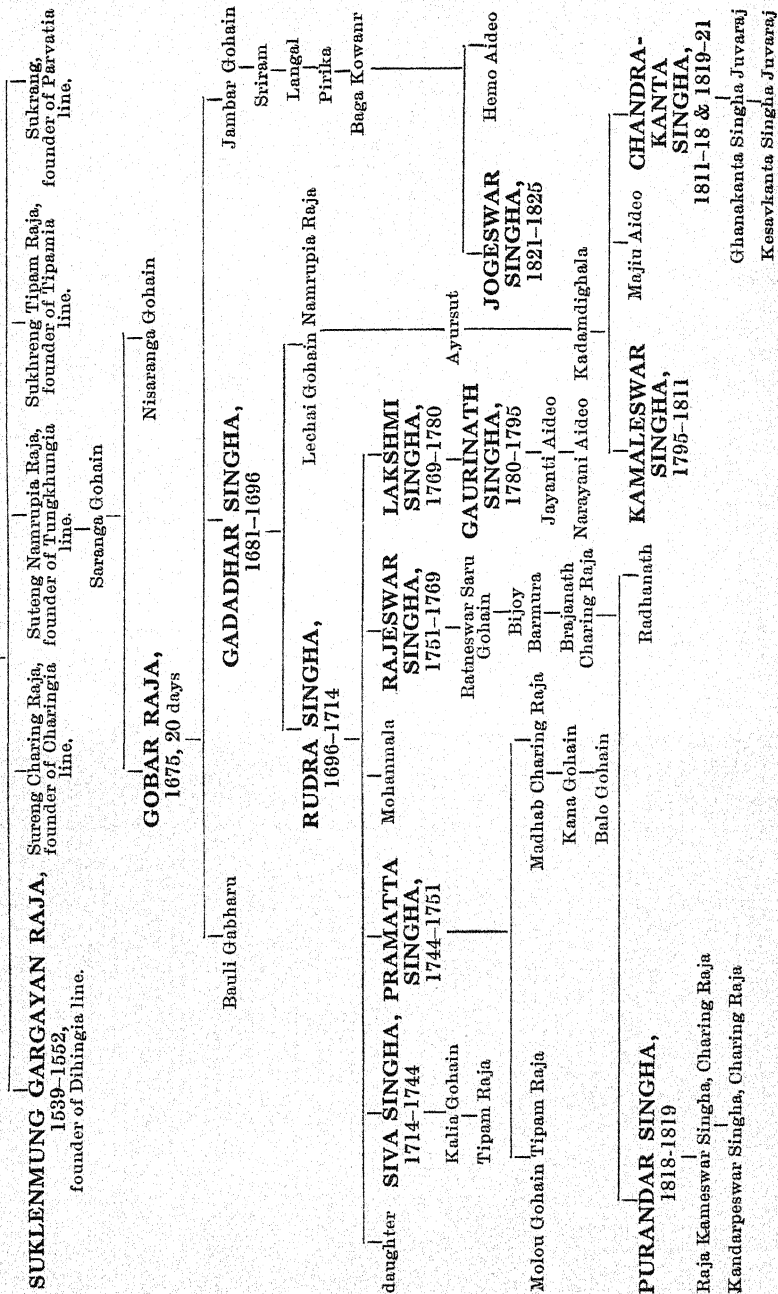 SUKLENMUNG GARGAYAN RAJA,
1539–1552,
founder of Dihingia line.
Sureng Charing Raja,
founder of Charingia
line.
Suteng Namrupia Raja,
founder of Tungkhungia
line.
Sukhreng Tipam Raja,
founder of Tipamia
line.
Sukrang,
founder of Parvatia
line.
Saranga Gohain
GOBAR RAJA,
1675, 20 days
Nisaranga Gohain
Bauli Gabharu
GADADHAR SINGHA,
1681–1696
Jambar Gohain
Sriram
Langal
Pirika
Baga Kowanr
RUDRA SINGHA,
1696–1714
Lechai Gohain Namrupia Raja
daughter
SIVA SINGHA,
1714–1744
Kalia Gohain
Tipam Raja
PRAMATTA
SINGHA,
1744–1751
Mohanmala
RAJESWAR
SINGHA,
1751–1769
Ratneswar Saru
Gohain
Bijoy
Barmura
Brajanath
Charing Raja
LAKSHMI
SINGHA,
1769–1780
GAURINATH
SINGHA,
1780–1795
Jayanti Aideo
Narayani Aideo
Ayursut
Kadamdighala
JOGESWAR
SINGHA,
1821–1825
Hemo Aideo
Molou Gohain Tipam Raja
Madhab Charing Raja
Kana Gohain
Balo Gohain
PURANDAR SINGHA,
1818-1819
Raja Kameswar Singha, Charing Raja
Kandarpeswar Singha, Charing Raja
Radhanath
KAMALESWAR
SINGHA,
1795–1811
Majiu Aideo
CHANDRA-
KANTA
SINGHA,
1811–18 & 1819–21
Ghanakanta Singha Juvaraj
Kesavkanta Singha Juvaraj